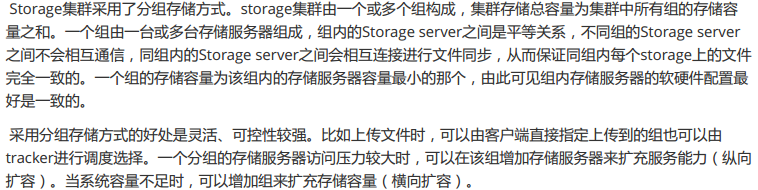 Storage集群采用了分组存储方式。storage集群由一个或多个组构成，集群存储总容量为集群中所有组的存储容
量之和。一个组由一台或多台存储服务器组成，组内的Storage server之间是平等关系，不同组的Storage server
之间不会相互通信，同组内的Storage server之间会相互连接进行文件同步，从而保证同组内每个storage上的文件
完全一致的。一个组的存储容量为该组内的存储服务器容量最小的那个，由此可见组内存储服务器的软硬件配置最
好是一致的。
采用分组存储方式的好处是灵活、可控性较强。比如上传文件时，可以由客户端直接指定上传到的组也可以由
tracker进行调度选择。一个分组的存储服务器访问压力较大时，可以在该组增加存储服务器来扩充服务能力（纵向
扩容）。当系统容量不足时，可以增加组来扩充存储容量（横向扩容）。